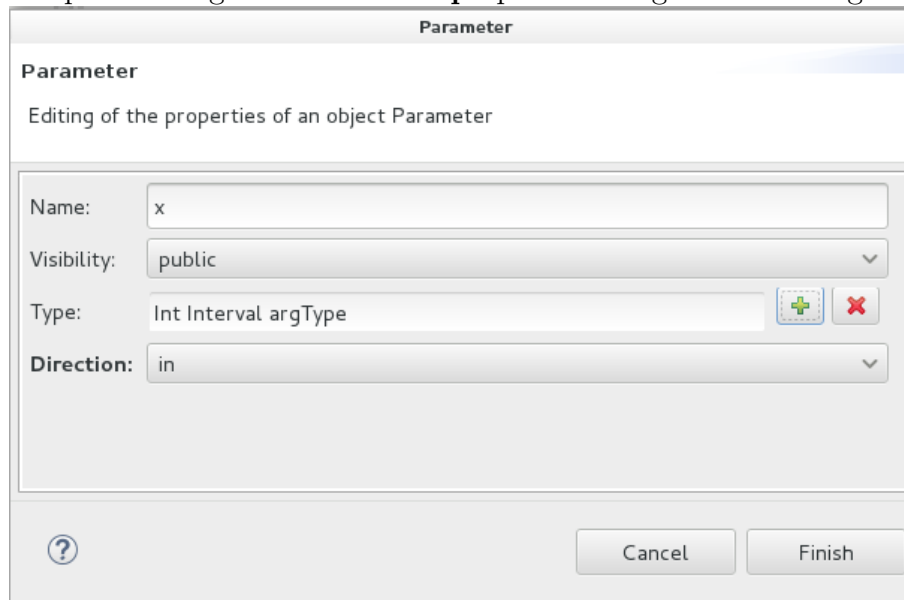 Parameter
Parameter
Editing of the properties of an object Parameter
Name: x
Visibility: public
Type: Int Interval argType
Direction: in
? Cancel Finish